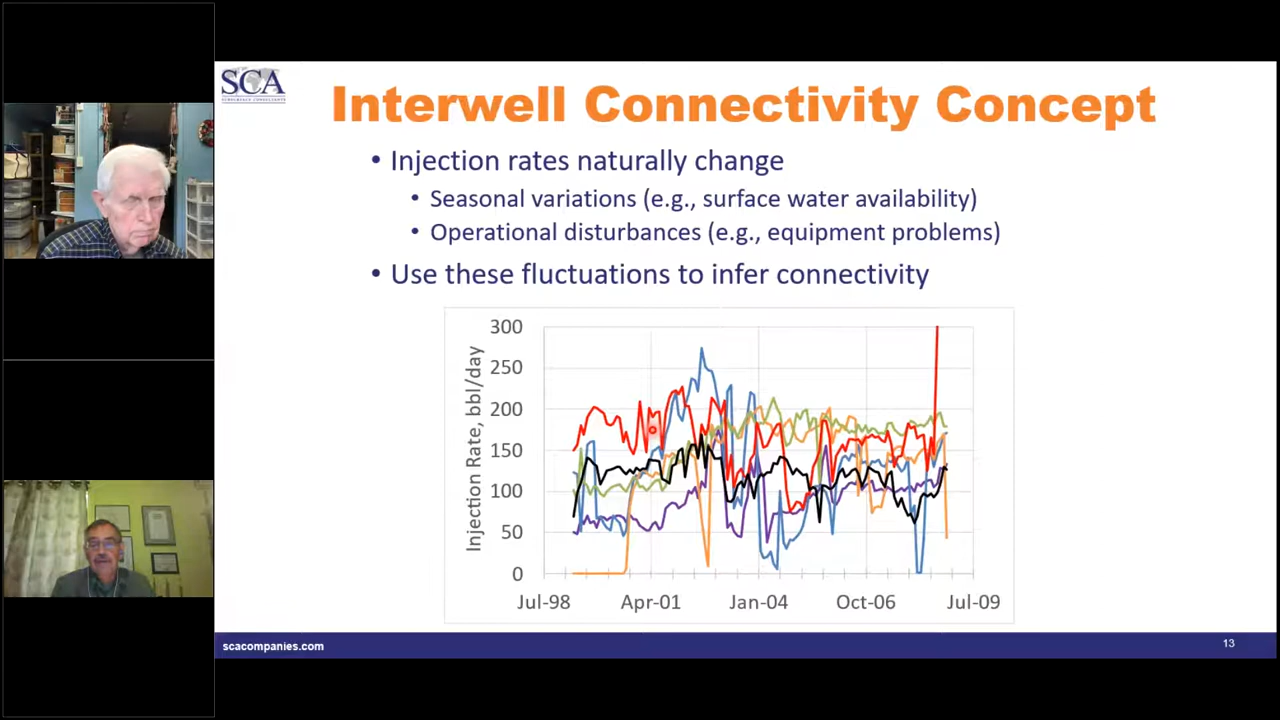 SCA
SUBSURFACE CONSULTANTS
Interwell Connectivity Concept
• Injection rates naturally change
• Seasonal variations (e.g., surface water availability)
• Operational disturbances (e.g., equipment problems)
• Use these fluctuations to infer connectivity
Injection Rate, bbl/day
300
250
200
150
100
50
0
Jul-98 Apr-01 Jan-04 Oct-06 Jul-09
scacompanies.com
13